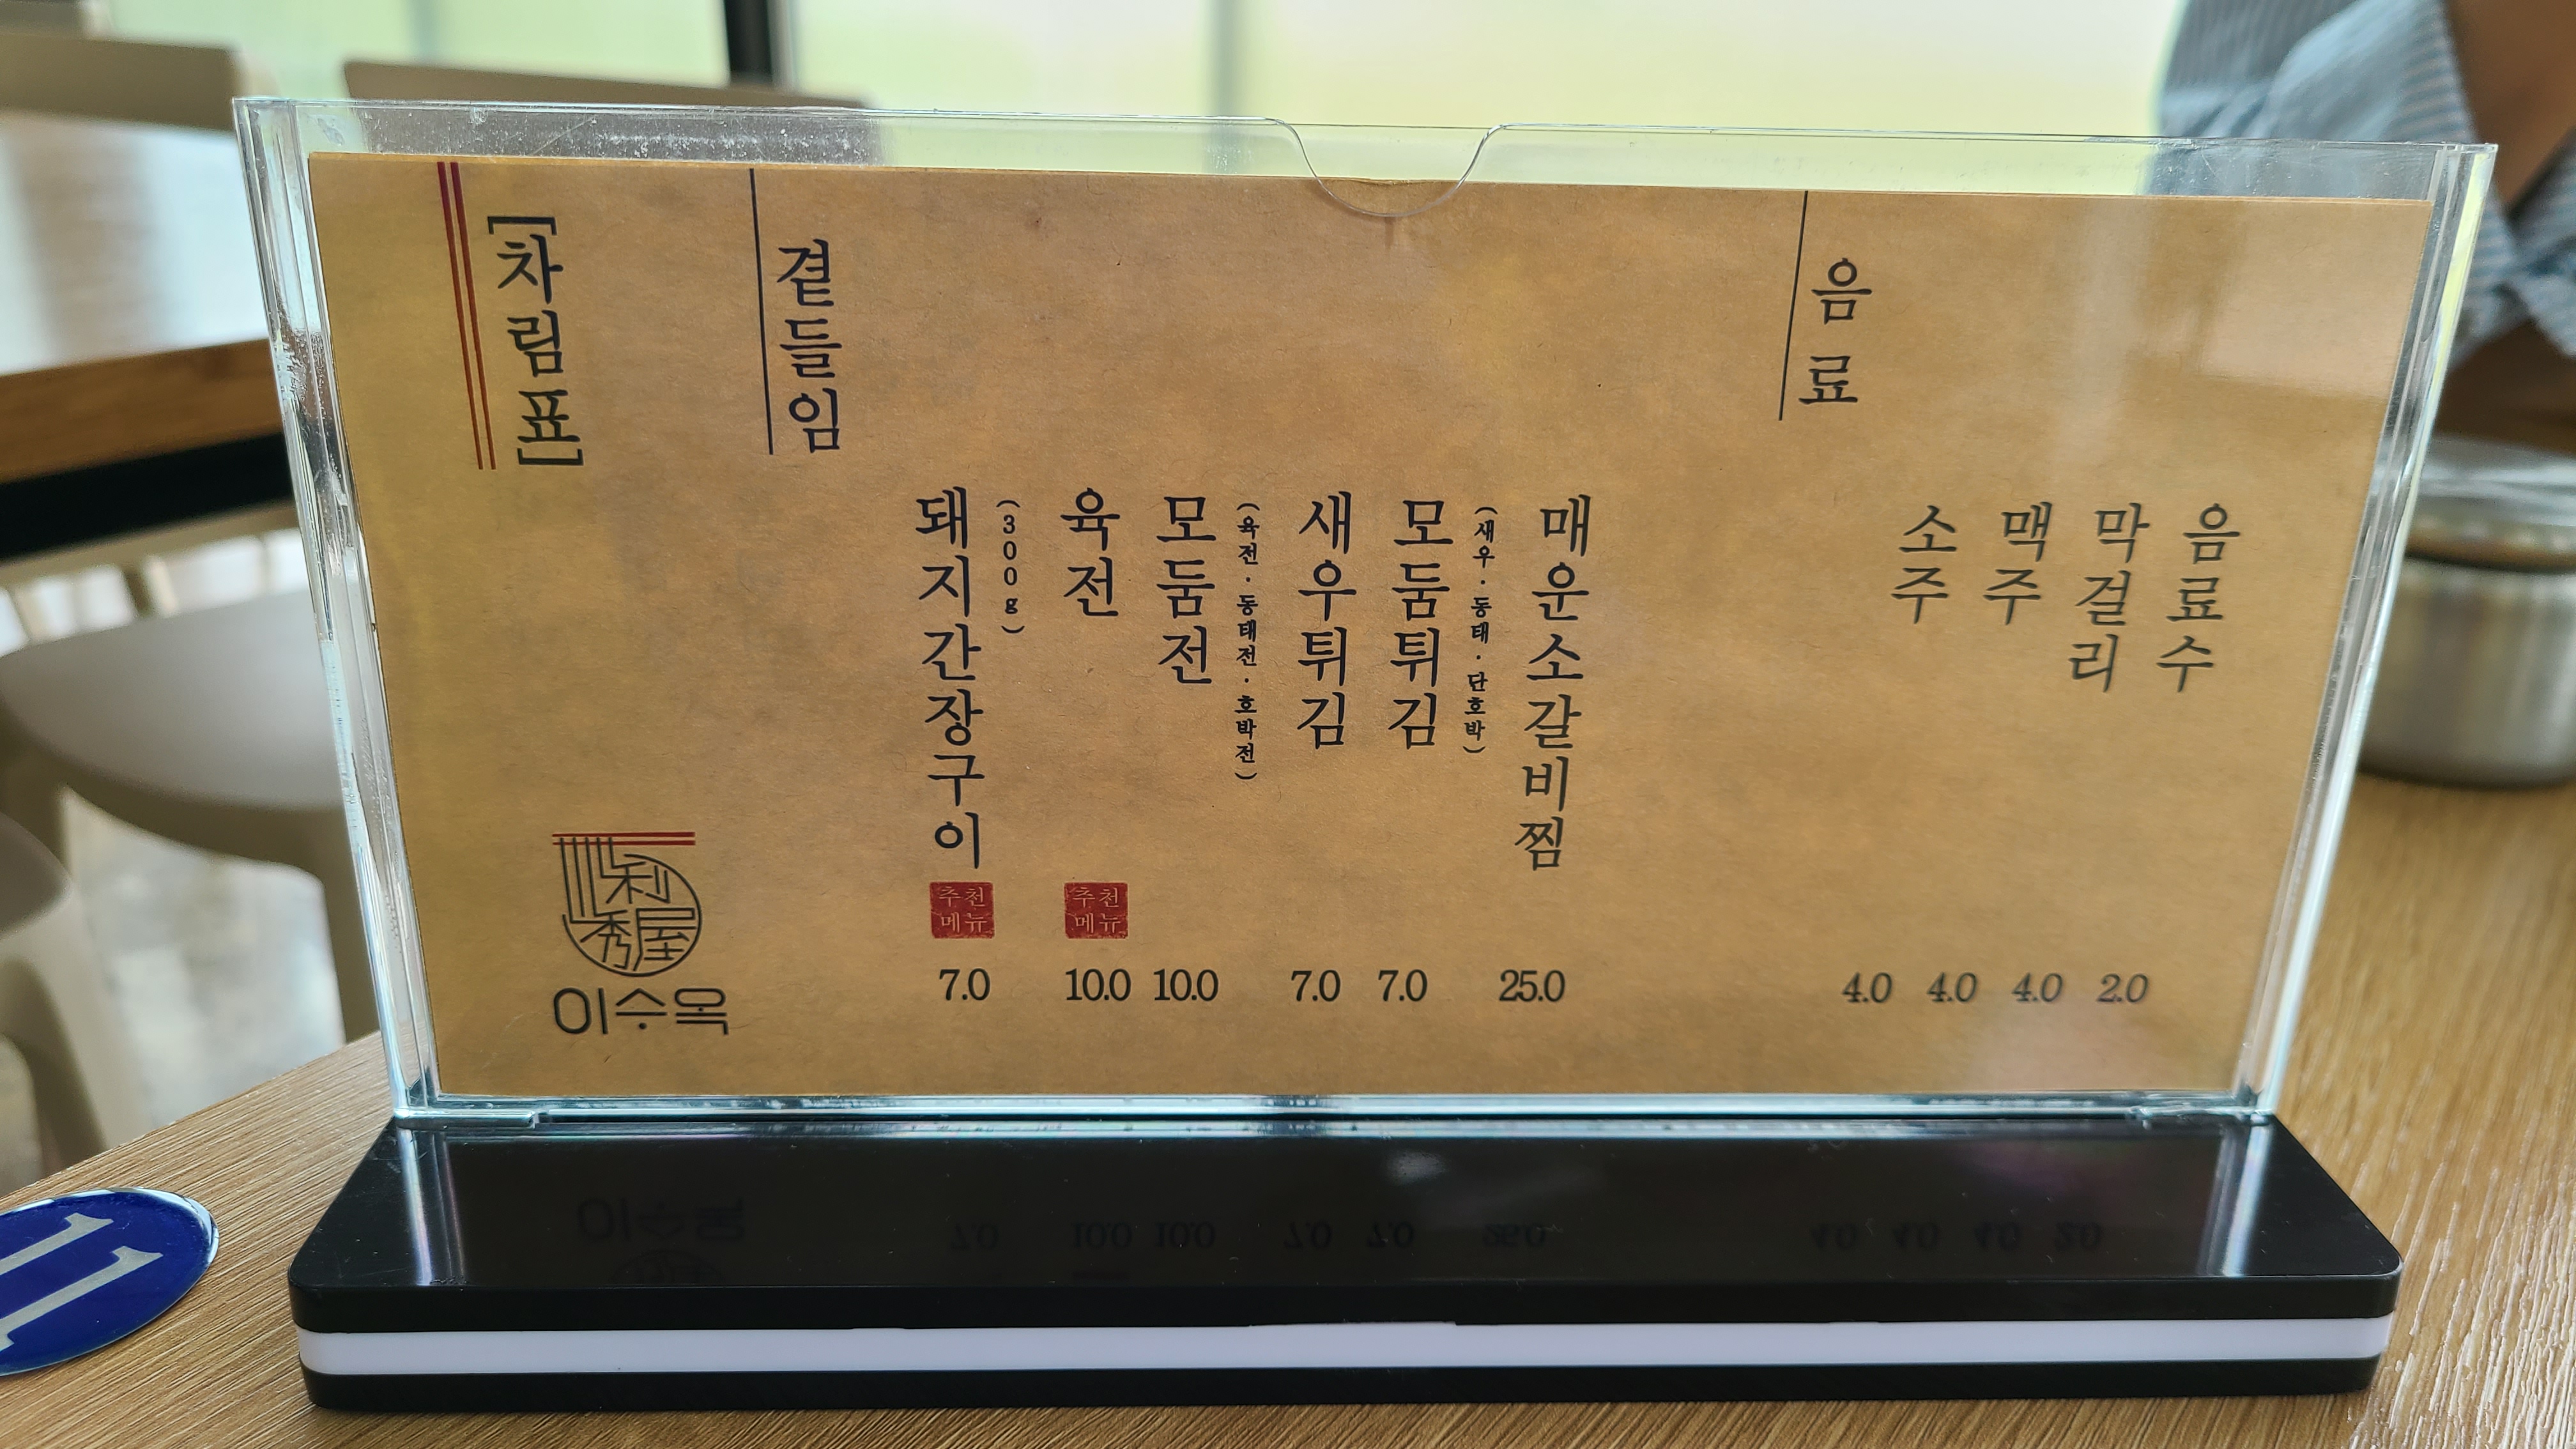 [차림표]
곁들임
돼지간장구이
(300g)
추천
메뉴
7.0
육전
추천
메뉴
10.0
모둠전
(육전·동태전·호박전)
10.0
새우튀김
7.0
모둠튀김
(새우·동태·단호박)
7.0
매운소갈비찜
25.0
음료
소주
4.0
맥주
4.0
막걸리
4.0
음료수
2.0
利
秀屋
이수옥
11